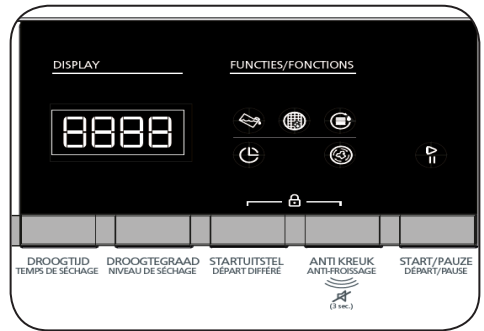 DISPLAY
FUNCTIES/FONCTIONS
8888
DROOGTIJD
TEMPS DE SÉCHAGE
DROOGTEGRAAD
NIVEAU DE SÉCHAGE
STARTUITSTEL
DÉPART DIFFÉRÉ
ANTI KREUK
ANTI-FROISSAGE
(3 sec.)
START/PAUZE
DÉPART/PAUSE